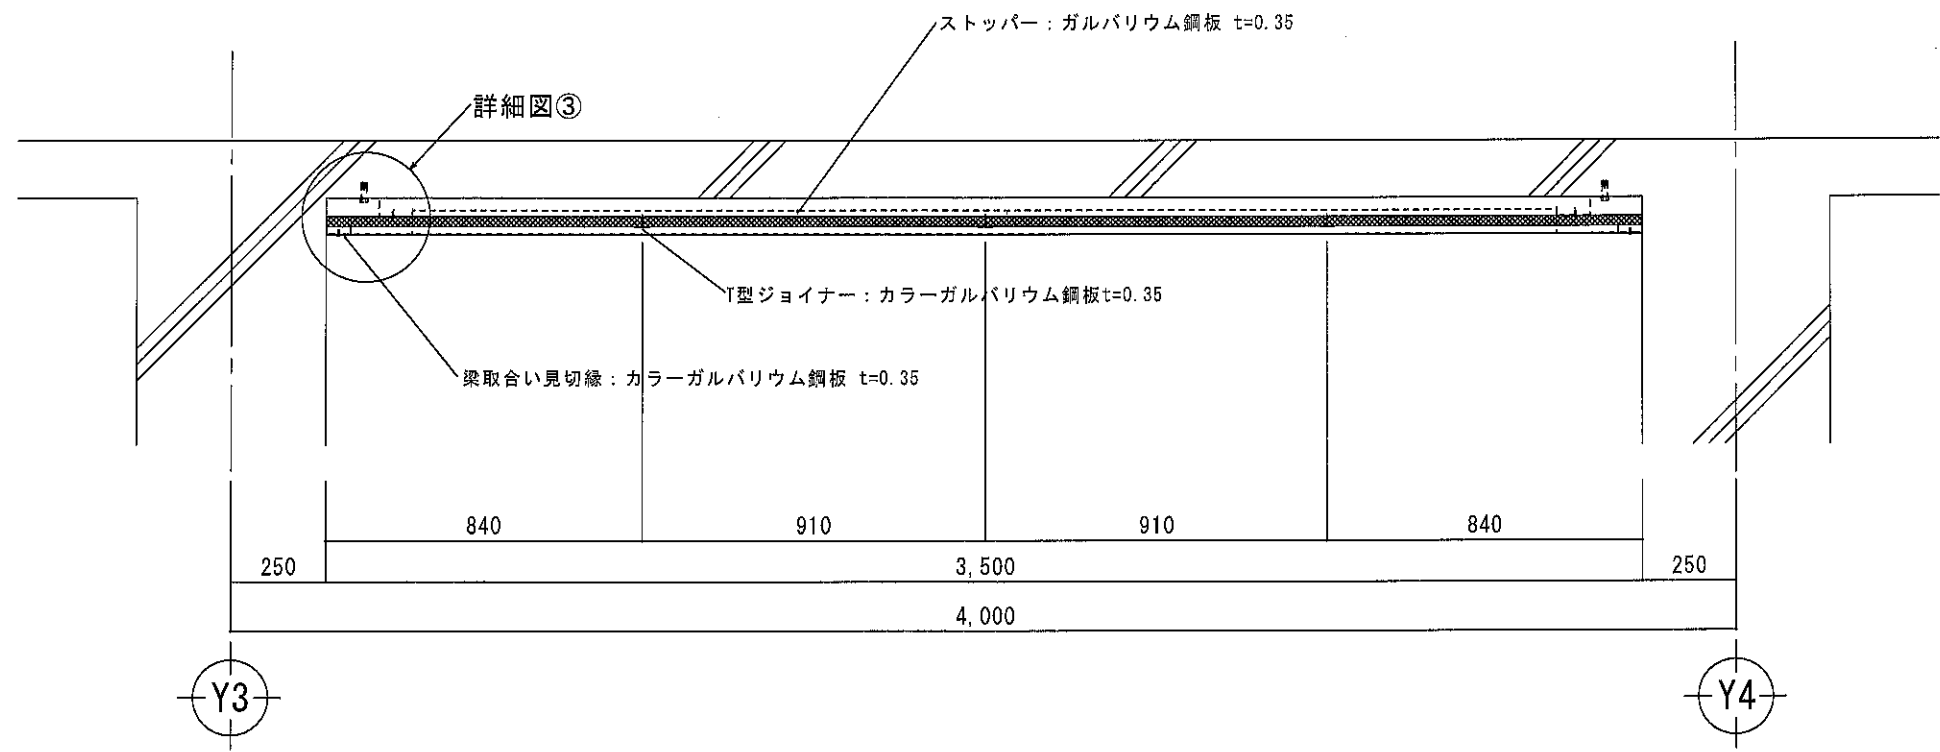 ストッパー：ガルバリウム鋼板 t=0.35
詳細図③
T型ジョイナー：カラーガルバリウム鋼板t=0.35
梁取合い見切縁：カラーガルバリウム鋼板 t=0.35
840
910
910
840
250
3,500
250
4,000
Y3
Y4